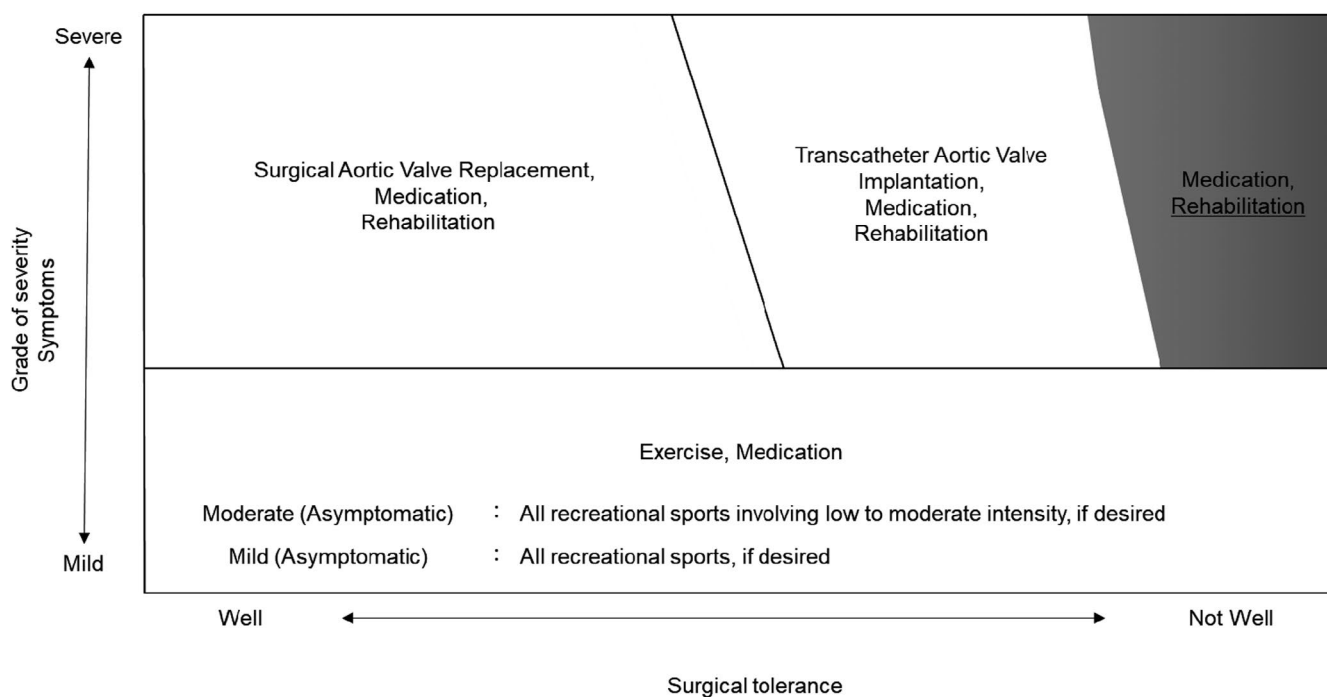 Severe
Grade of severity
Symptoms
Mild
Surgical Aortic Valve Replacement,
Medication,
Rehabilitation
Transcatheter Aortic Valve
Implantation,
Medication,
Rehabilitation
Medication,
Rehabilitation
Exercise, Medication
Moderate (Asymptomatic) : All recreational sports involving low to moderate intensity, if desired
Mild (Asymptomatic) : All recreational sports, if desired
Well
Not Well
Surgical tolerance